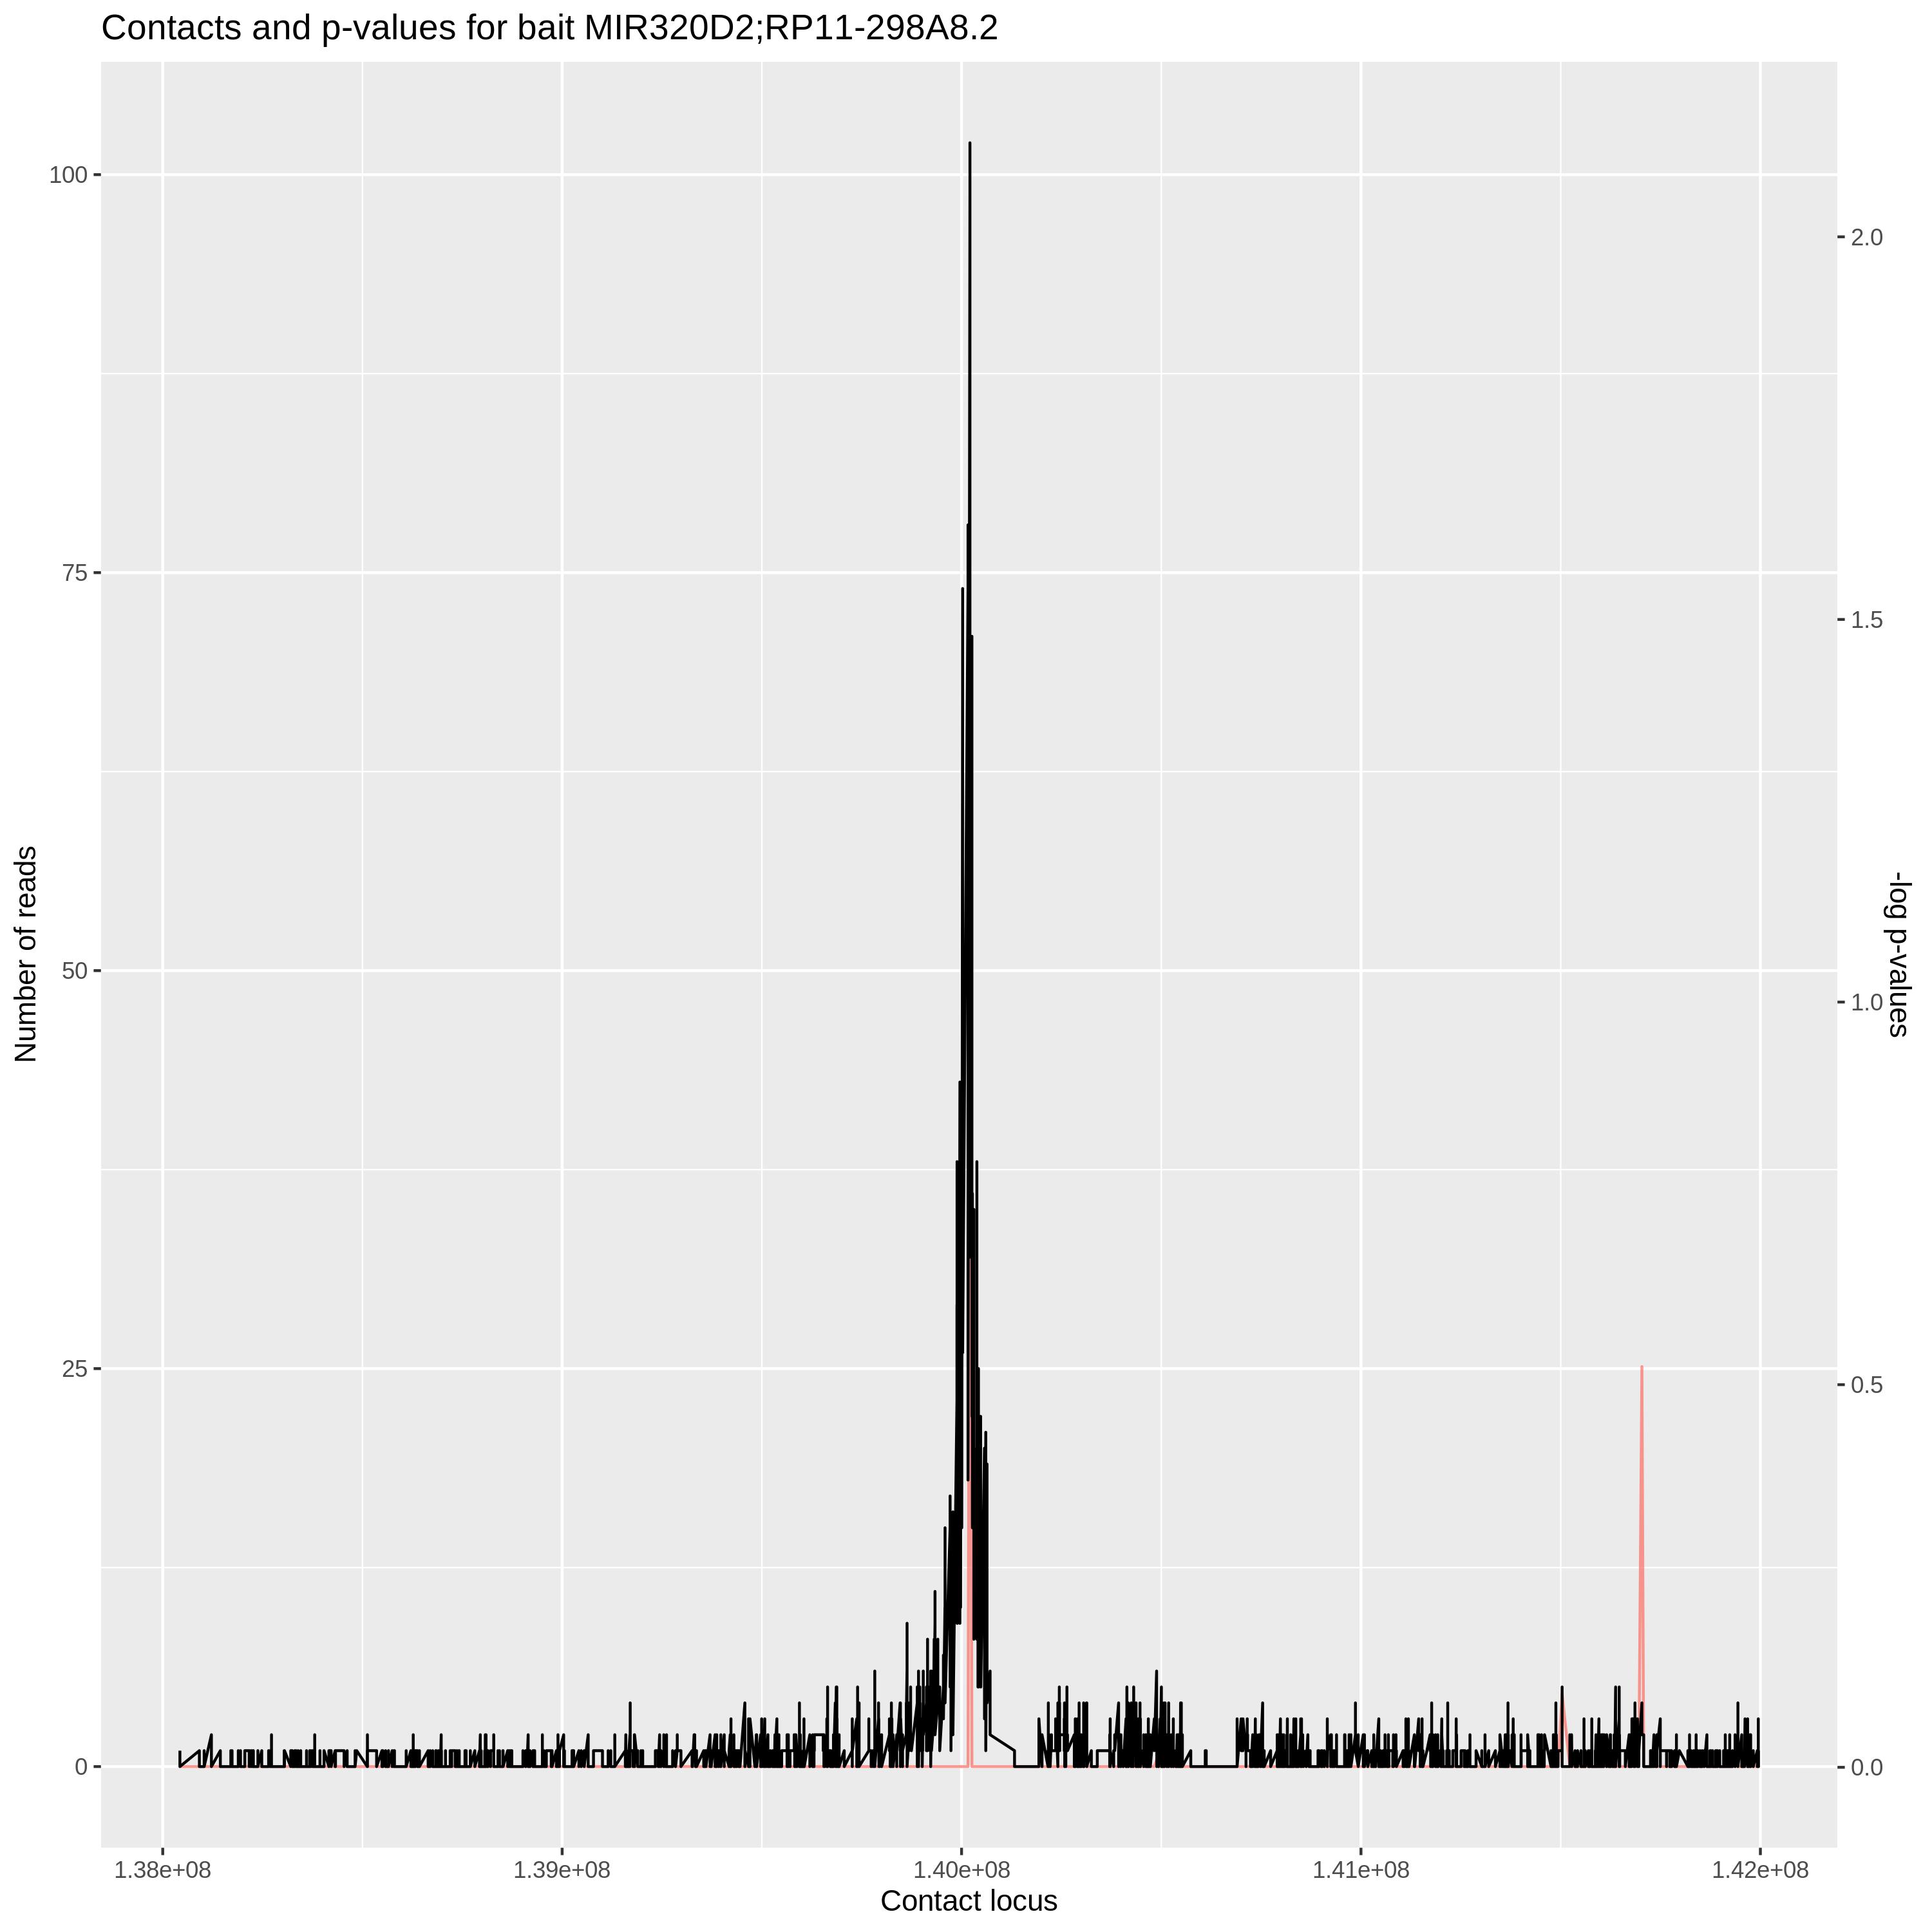 Contacts and p-values for bait MIR320D2;RP11-298A8.2
100
75
50
25
0
Number of reads
2.0
1.5
1.0
0.5
0.0
-log p-values
1.38e+08
1.39e+08
1.40e+08
1.41e+08
1.42e+08
Contact locus